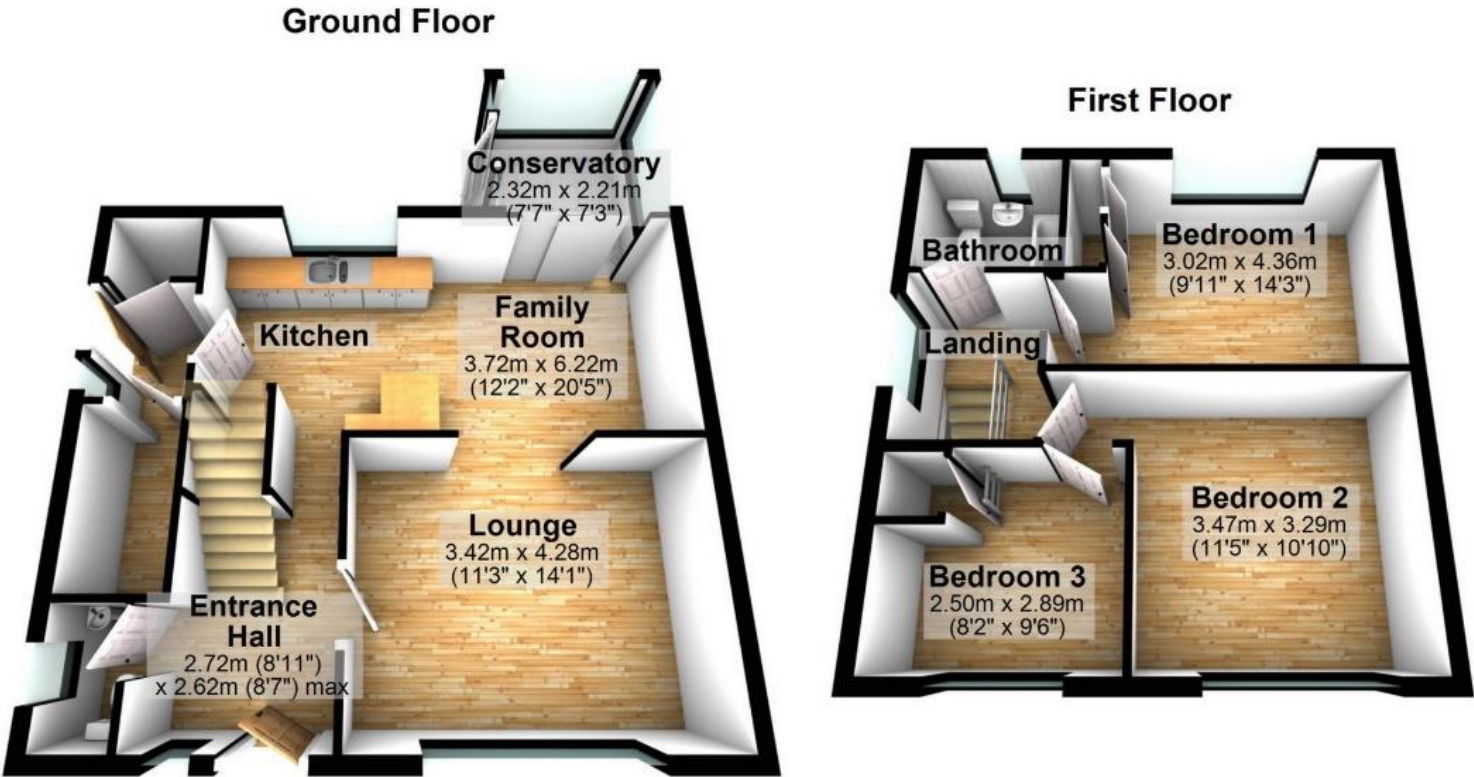 Ground Floor
Conservatory
2.32m x 2.21m
(7'7" x 7'3")
Kitchen
Family
Room
3.72m x 6.22m
(12'2" x 20'5")
Lounge
3.42m x 4.28m
(11'3" x 14'1")
Entrance
Hall
2.72m (8'11")
x 2.62m (8'7") max
First Floor
Bathroom
Bedroom 1
3.02m x 4.36m
(9'11" x 14'3")
Landing
Bedroom 2
3.47m x 3.29m
(11'5" x 10'10")
Bedroom 3
2.50m x 2.89m
(8'2" x 9'6")